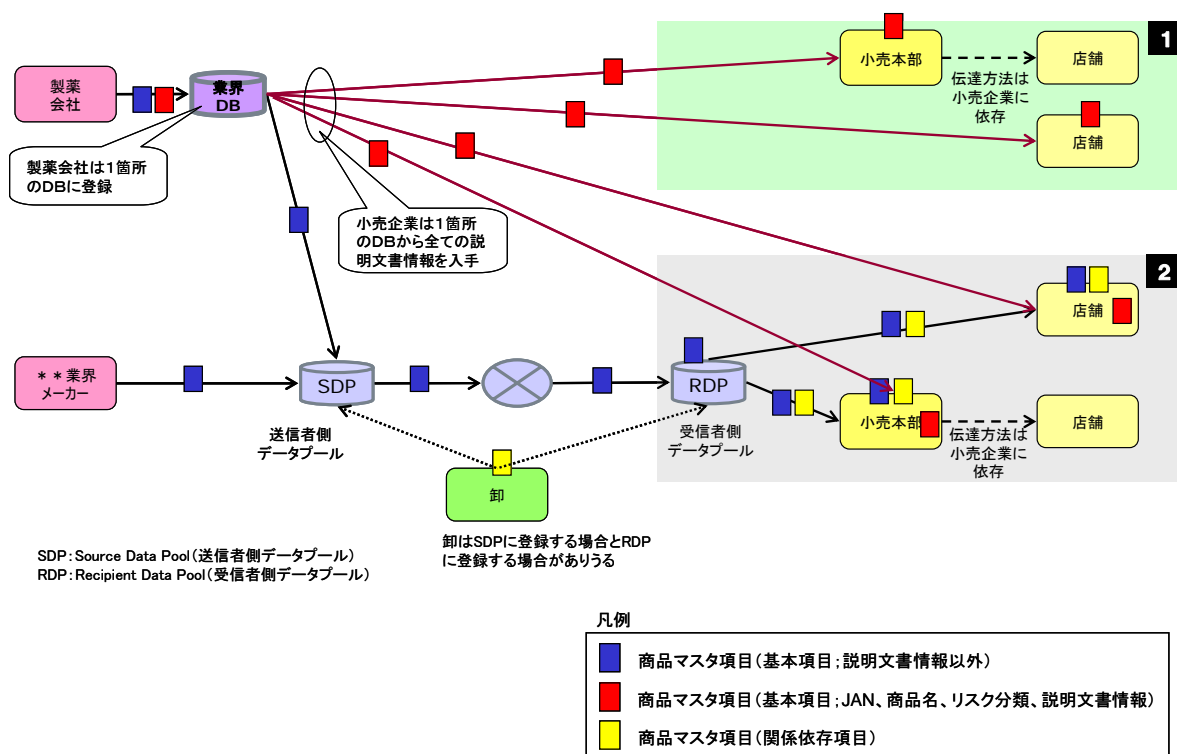 1
製薬
会社
業界
DB
小売本部
店舗
伝達方法は
小売企業に
依存
店舗
製薬会社は1箇所
のDBに登録
小売企業は1箇所
のDBから全ての説
明文書情報を入手
2
店舗
**業界
メーカー
SDP
RDP
送信者側
データプール
受信者側
データプール
小売本部
店舗
伝達方法は
小売企業に
依存
卸
卸はSDPに登録する場合とRDP
に登録する場合がありうる
SDP:Source Data Pool(送信者側データプール)
RDP:Recipient Data Pool(受信者側データプール)
凡例
商品マスタ項目(基本項目;説明文書情報以外)
商品マスタ項目(基本項目;JAN、商品名、リスク分類、説明文書情報)
商品マスタ項目(関係依存項目)